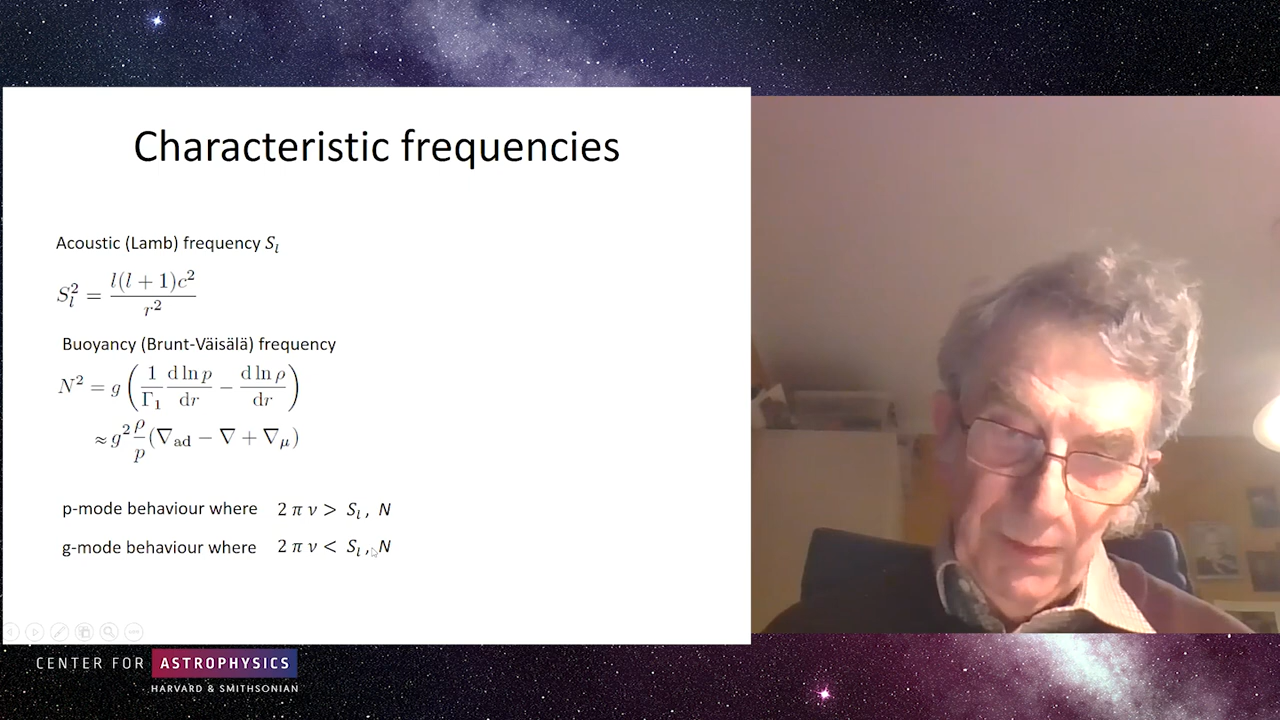 Characteristic frequencies
Acoustic (Lamb) frequency S_l
S_l^2 = l(l + 1)c^2 / r^2
Buoyancy (Brunt-Väisälä) frequency
N^2 = g ( 1/Γ_1 d ln p/dr − d ln ρ/dr )
≈ g^2 ρ/p (∇_ad − ∇ + ∇_μ)
p-mode behaviour where 2 π ν > S_l , N
g-mode behaviour where 2 π ν < S_l , N
CENTER FOR ASTROPHYSICS
HARVARD & SMITHSONIAN